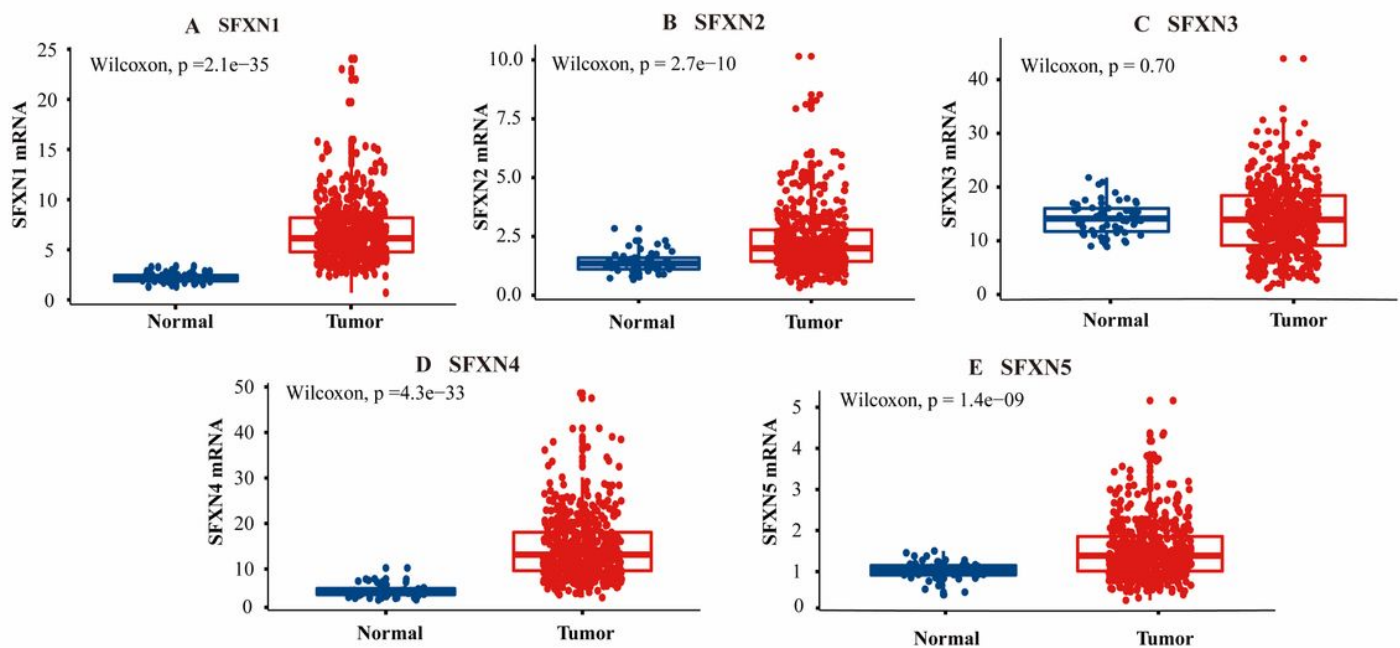 A SFXN1
Wilcoxon, p =2.1e−35
SFXN1 mRNA
25
20
15
10
5
0
Normal
Tumor
B SFXN2
Wilcoxon, p = 2.7e−10
SFXN2 mRNA
10.0
7.5
5.0
2.5
0.0
Normal
Tumor
C SFXN3
Wilcoxon, p = 0.70
SFXN3 mRNA
40
30
20
10
0
Normal
Tumor
D SFXN4
Wilcoxon, p =4.3e−33
SFXN4 mRNA
50
40
30
20
10
0
Normal
Tumor
E SFXN5
Wilcoxon, p = 1.4e−09
SFXN5 mRNA
5
4
3
2
1
0
Normal
Tumor